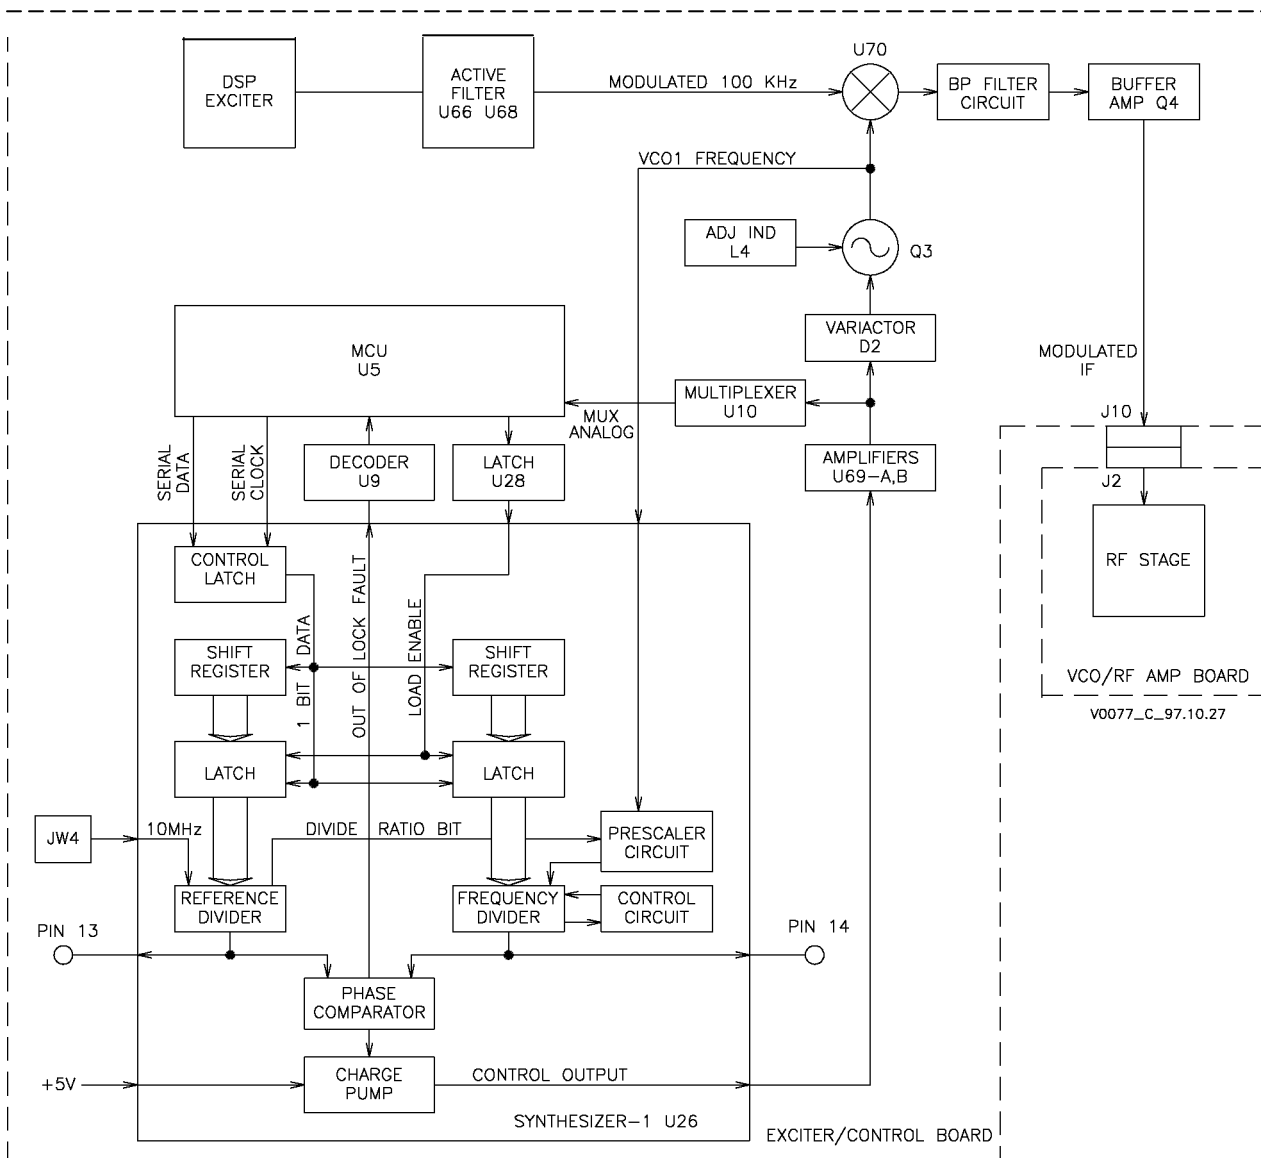 U70
DSP
EXCITER
ACTIVE
FILTER
U66 U68
MODULATED 100 KHz
BP FILTER
CIRCUIT
BUFFER
AMP Q4
VCO1 FREQUENCY
ADJ IND
L4
Q3
VARIACTOR
D2
MCU
U5
MODULATED
IF
MULTIPLEXER
U10
MUX
ANALOG
J10
SERIAL
DATA
SERIAL
CLOCK
DECODER
U9
LATCH
U28
AMPLIFIERS
U69-A,B
J2
CONTROL
LATCH
RF STAGE
1 BIT DATA
OUT OF LOCK FAULT
LOAD ENABLE
SHIFT
REGISTER
SHIFT
REGISTER
VCO/RF AMP BOARD
V0077_C_97.10.27
LATCH
LATCH
JW4
10MHz
DIVIDE RATIO BIT
PRESCALER
CIRCUIT
REFERENCE
DIVIDER
FREQUENCY
DIVIDER
CONTROL
CIRCUIT
PIN 13
PIN 14
PHASE
COMPARATOR
+5V
CHARGE
PUMP
CONTROL OUTPUT
SYNTHESIZER-1 U26
EXCITER/CONTROL BOARD